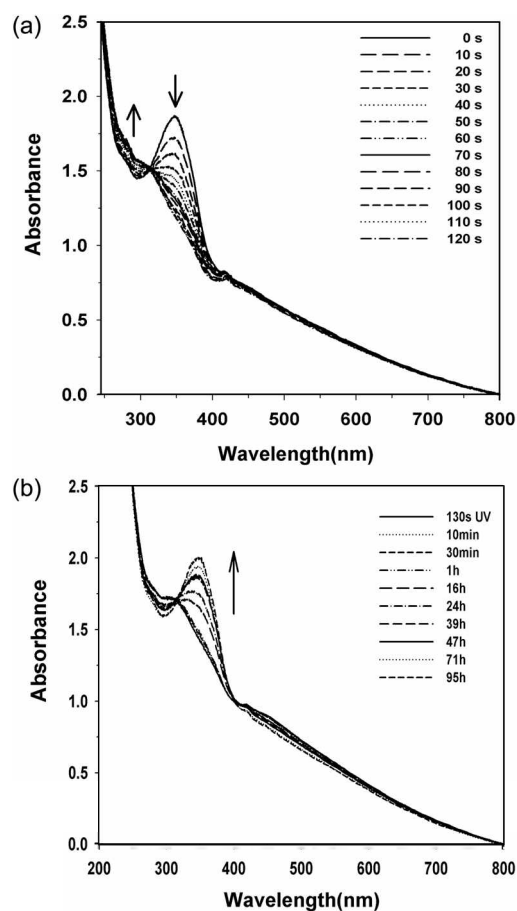 (a)
2.5
2.0
1.5
1.0
0.5
0.0
Absorbance
0 s
10 s
20 s
30 s
40 s
50 s
60 s
70 s
80 s
90 s
100 s
110 s
120 s
300 400 500 600 700 800
Wavelength(nm)
(b)
2.5
2.0
1.5
1.0
0.5
0.0
Absorbance
130s UV
10min
30min
1h
16h
24h
39h
47h
71h
95h
200 300 400 500 600 700 800
Wavelength(nm)